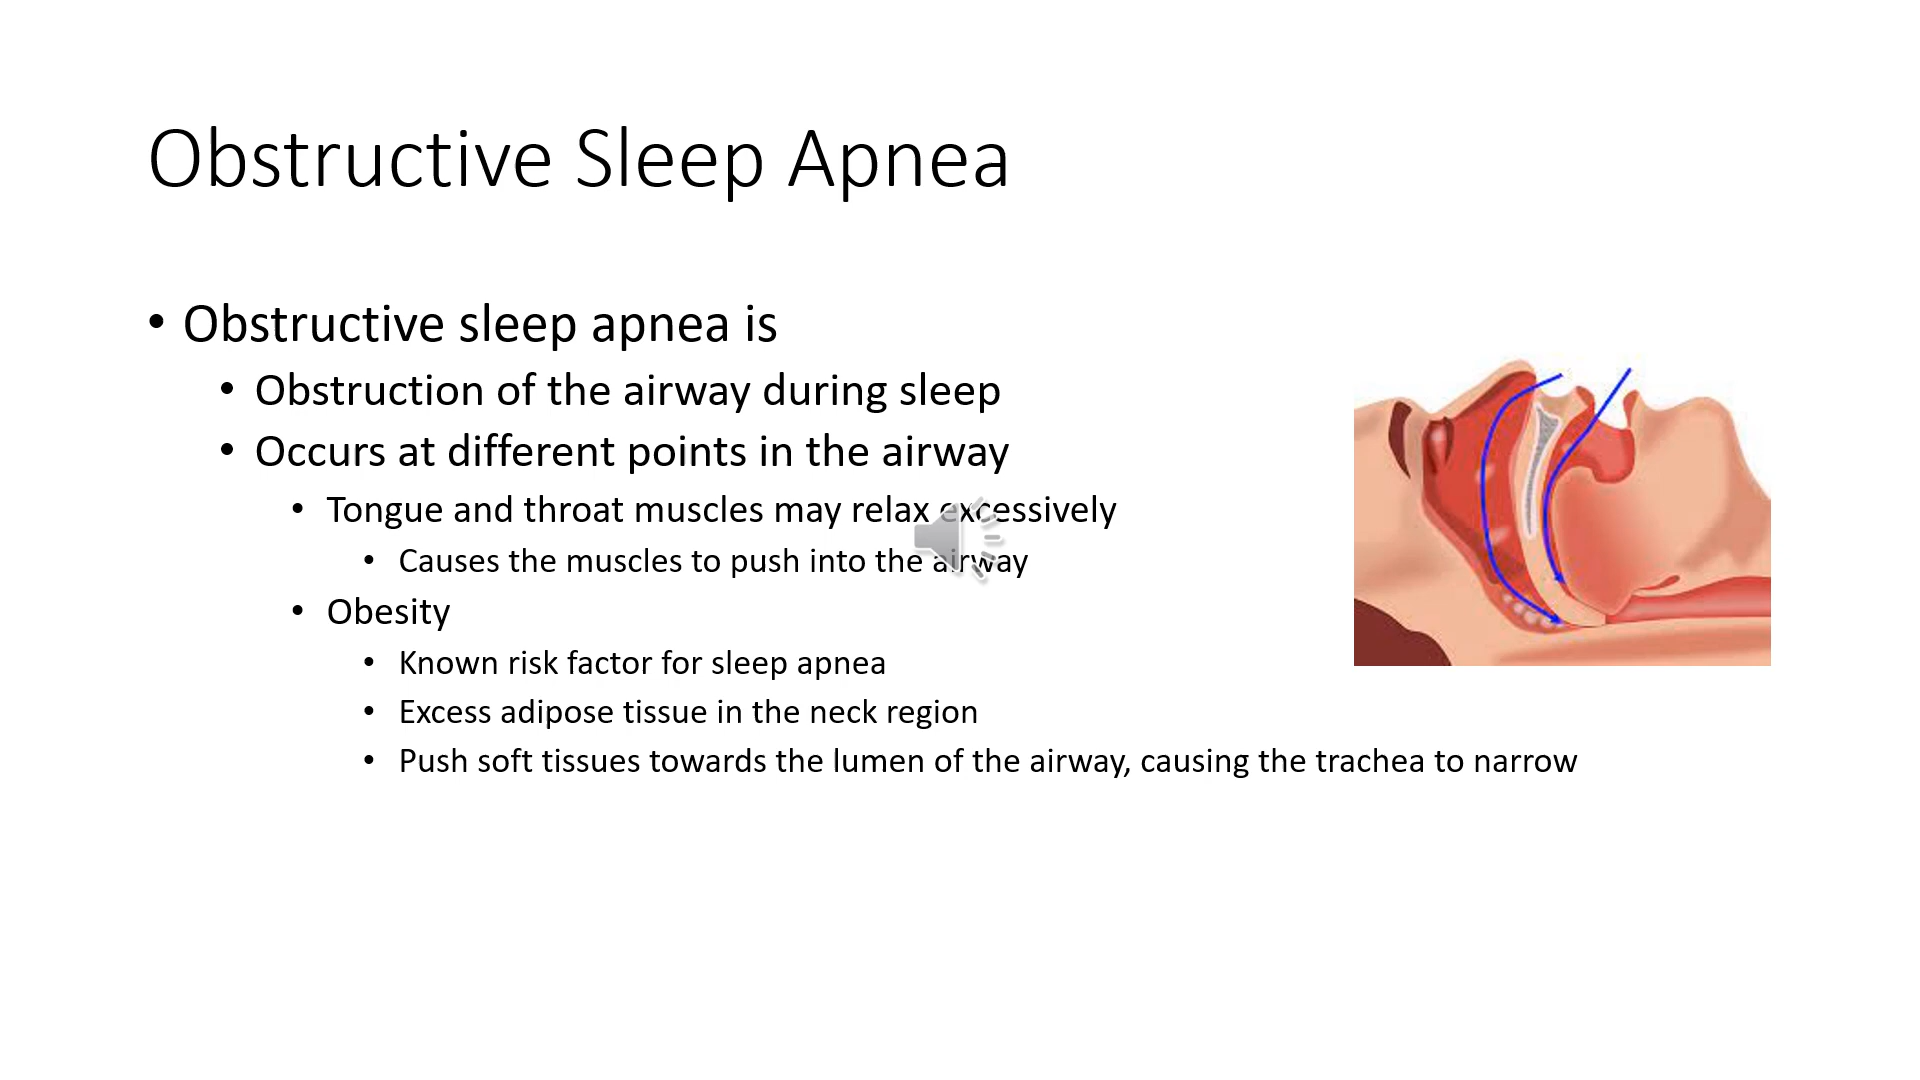 Obstructive Sleep Apnea
• Obstructive sleep apnea is
• Obstruction of the airway during sleep
• Occurs at different points in the airway
• Tongue and throat muscles may relax excessively
• Causes the muscles to push into the airway
• Obesity
• Known risk factor for sleep apnea
• Excess adipose tissue in the neck region
• Push soft tissues towards the lumen of the airway, causing the trachea to narrow